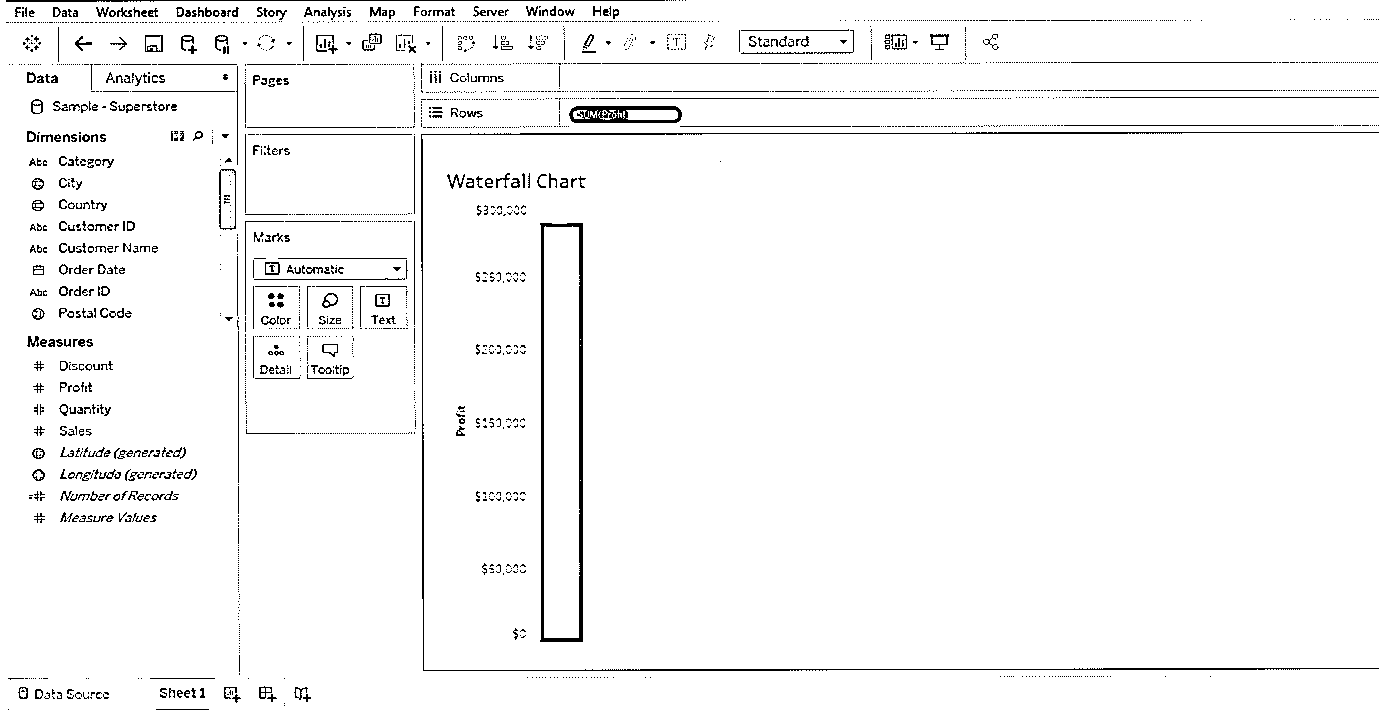 File Data Worksheet Dashboard Story Analysis Map Format Server Window Help
Standard
Data Analytics
Sample - Superstore
Dimensions
Abc Category
City
Country
Abc Customer ID
Abc Customer Name
Order Date
Abc Order ID
Postal Code
Measures
# Discount
# Profit
# Quantity
# Sales
Latitude (generated)
Longitude (generated)
=# Number of Records
# Measure Values
Pages
Filters
Marks
Automatic
Color Size Text
Detail Tooltip
Columns
Rows SUM(Profit)
Waterfall Chart
$300,000
$250,000
$200,000
$150,000
$100,000
$50,000
$0
Profit
Data Source Sheet 1